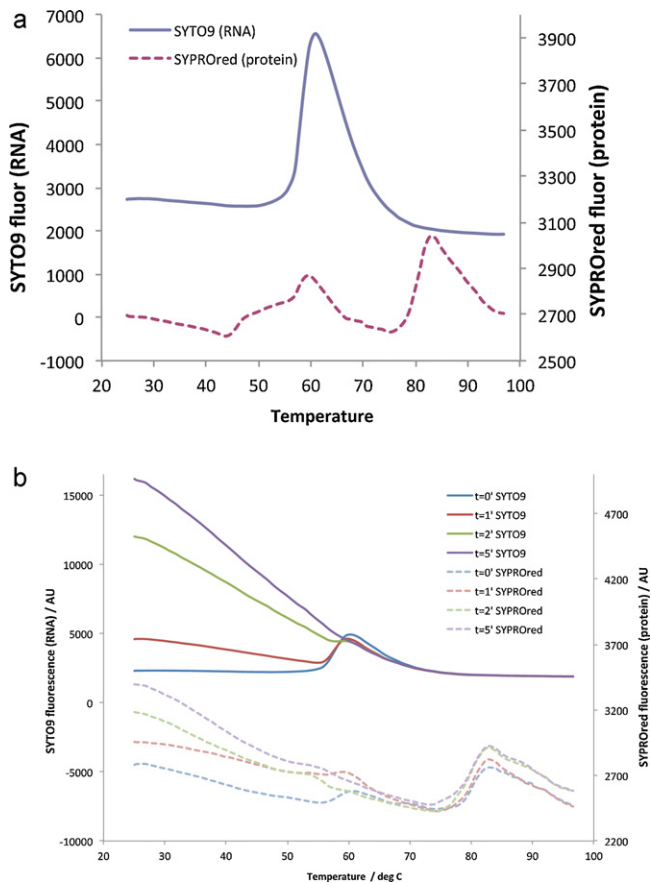 a
SYTO9 (RNA)
SYPROred (protein)
7000
6000
5000
4000
3000
2000
1000
0
-1000
SYTO9 fluor (RNA)
3900
3700
3500
3300
3100
2900
2700
2500
SYPROred fluor (protein)
20 30 40 50 60 70 80 90 100
Temperature
b
15000
10000
5000
0
-5000
-10000
SYTO9 fluorescence (RNA) / AU
t=0' SYTO9
t=1' SYTO9
t=2' SYTO9
t=5' SYTO9
t=0' SYPROred
t=1' SYPROred
t=2' SYPROred
t=5' SYPROred
4700
4200
3700
3200
2700
2200
SYPROred fluorescence (protein) / AU
20 30 40 50 60 70 80 90 100
Temperature / deg C